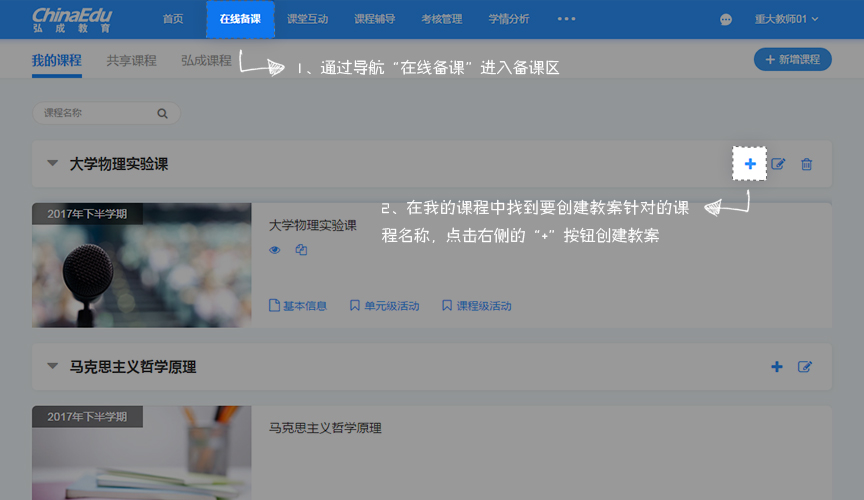 ChinaEdu
弘成教育
首页 在线备课 课堂互动 课程辅导 考核管理 学情分析 重大教师01
我的课程 共享课程 弘成课程
新增课程
1、通过导航“在线备课”进入备课区
课程名称
大学物理实验课
2017年下半学期
大学物理实验课
2、在我的课程中找到要创建教案针对的课
程名称，点击右侧的“+”按钮创建教案
基本信息 单元级活动 课程级活动
马克思主义哲学原理
2017年下半学期
马克思主义哲学原理